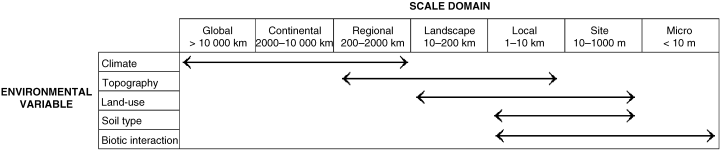 SCALE DOMAIN
Global Continental Regional Landscape Local Site Micro
> 10 000 km 2000–10 000 km 200–2000 km 10–200 km 1–10 km 10–1000 m < 10 m
ENVIRONMENTAL
VARIABLE
Climate
Topography
Land-use
Soil type
Biotic interaction